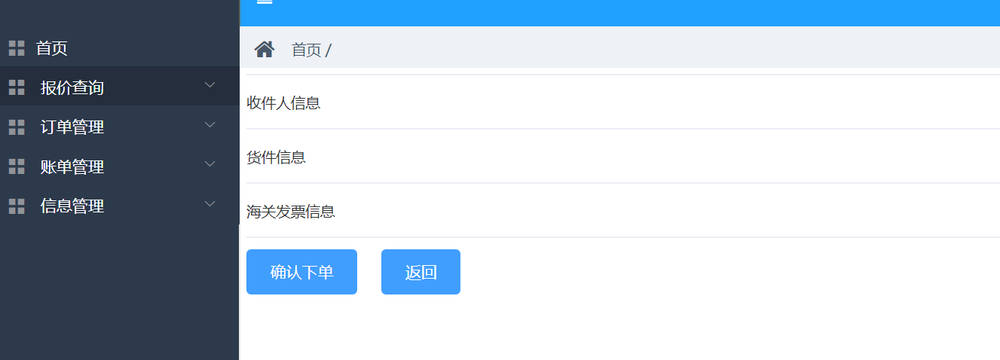 首页
报价查询
订单管理
账单管理
信息管理
首页 /
收件人信息
货件信息
海关发票信息
确认下单
返回